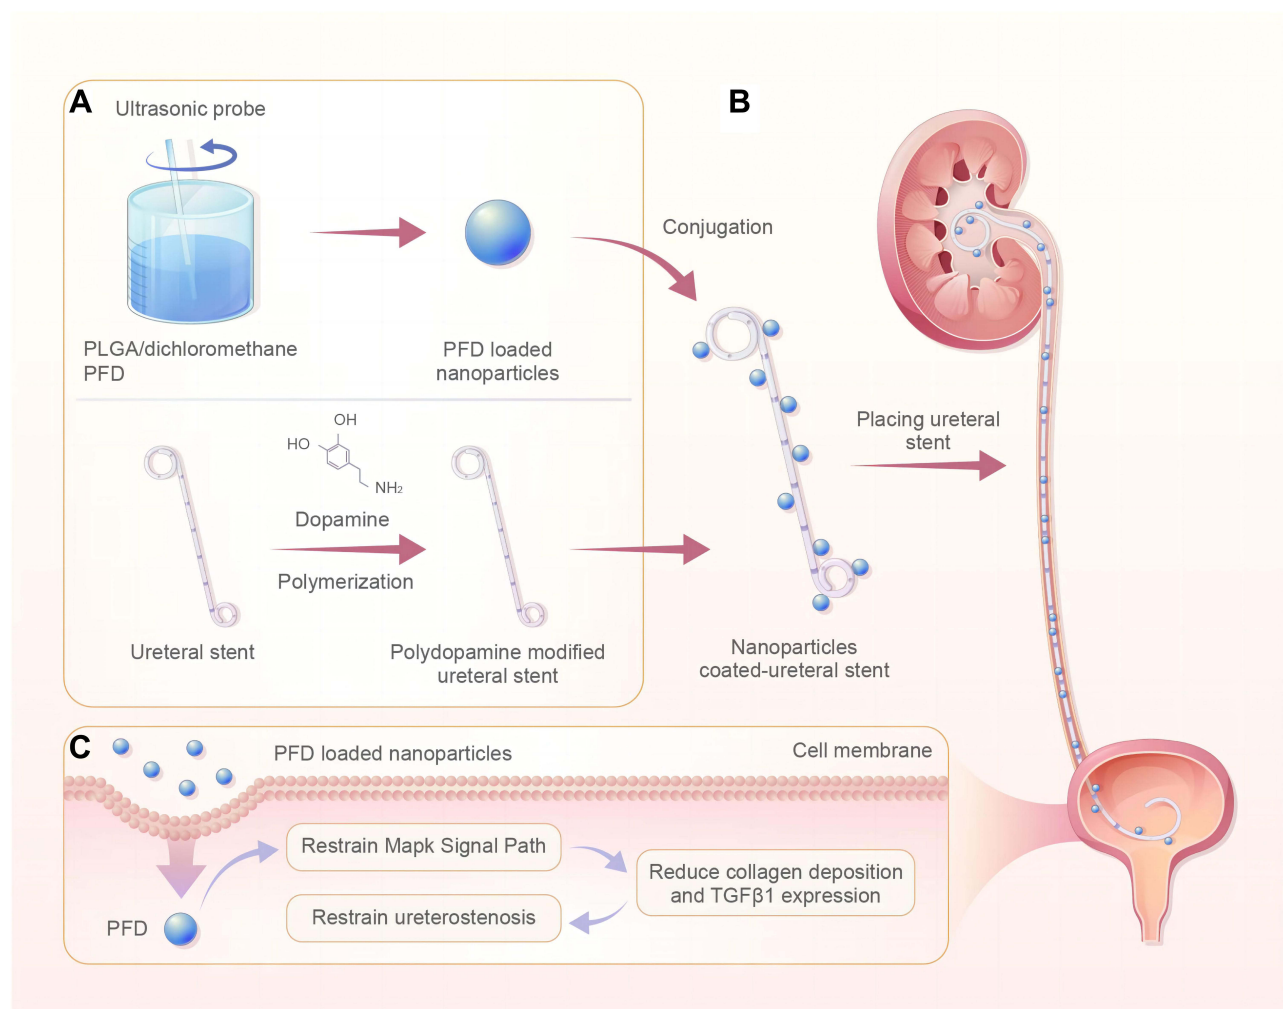 A
Ultrasonic probe
PLGA/dichloromethane
PFD
PFD loaded
nanoparticles
OH
HO
NH2
Dopamine
Polymerization
Ureteral stent
Polydopamine modified
ureteral stent
B
Conjugation
Placing ureteral
stent
Nanoparticles
coated-ureteral stent
C
PFD loaded nanoparticles
Cell membrane
Restrain Mapk Signal Path
Reduce collagen deposition
and TGFβ1 expression
Restrain ureterostenosis
PFD